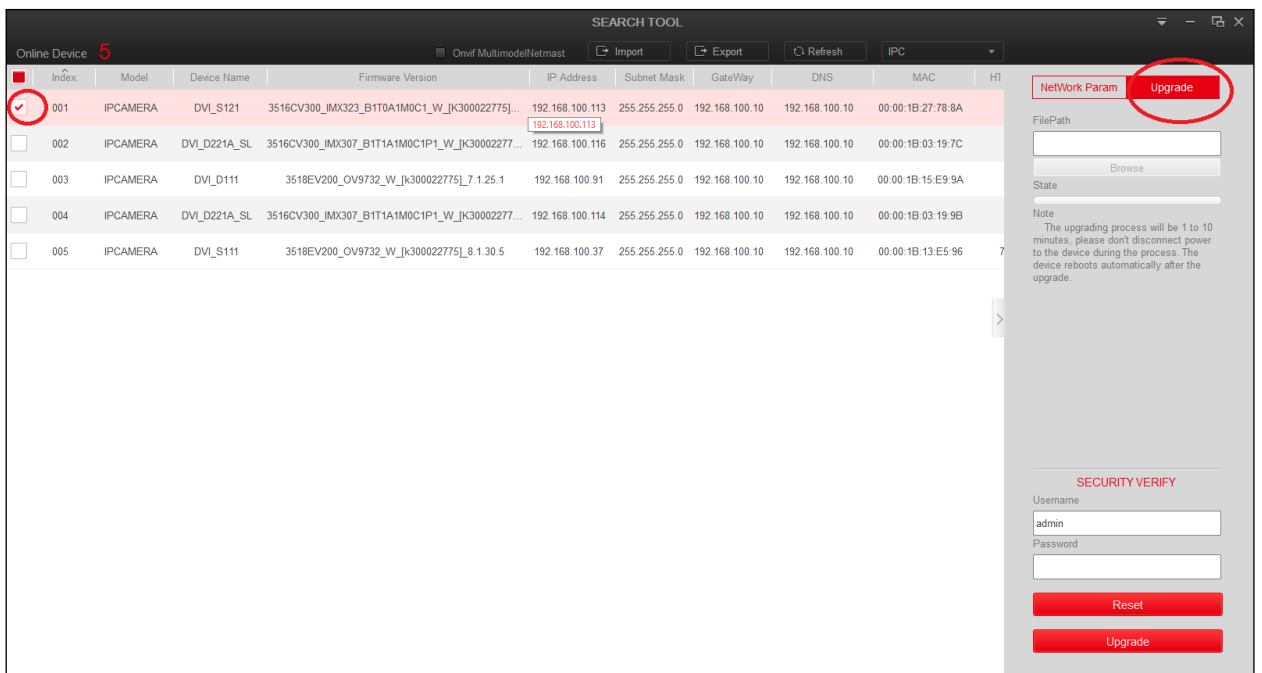 SEARCH TOOL
Online Device 5 Onvif MultimodelNetmast Import Export Refresh IPC
Index Model Device Name Firmware Version IP Address Subnet Mask GateWay DNS MAC
001 IPCAMERA DVI_S121 3516CV300_IMX323_B1T0A1M0C1_W_[K300022775]... 192.168.100.113 255.255.255.0 192.168.100.10 192.168.100.10 00:00:1B:27:78:8A
192.168.100.113
002 IPCAMERA DVI_D221A_SL 3516CV300_IMX307_B1T1A1M0C1P1_W_[K30002277... 192.168.100.116 255.255.255.0 192.168.100.10 192.168.100.10 00:00:1B:03:19:7C
003 IPCAMERA DVI_D111 3518EV200_OV9732_W_[k300022775]_7.1.25.1 192.168.100.91 255.255.255.0 192.168.100.10 192.168.100.10 00:00:1B:15:E9:9A
004 IPCAMERA DVI_D221A_SL 3516CV300_IMX307_B1T1A1M0C1P1_W_[K30002277... 192.168.100.114 255.255.255.0 192.168.100.10 192.168.100.10 00:00:1B:03:19:9B
005 IPCAMERA DVI_S111 3518EV200_OV9732_W_[k300022775]_8.1.30.5 192.168.100.37 255.255.255.0 192.168.100.10 192.168.100.10 00:00:1B:13:E5:96 7
NetWork Param Upgrade
FilePath
Browse
State
Note
The upgrading process will be 1 to 10
minutes, please don't disconnect power
to the device during the process. The
device reboots automatically after the
upgrade.
SECURITY VERIFY
Username
admin
Password
Reset
Upgrade